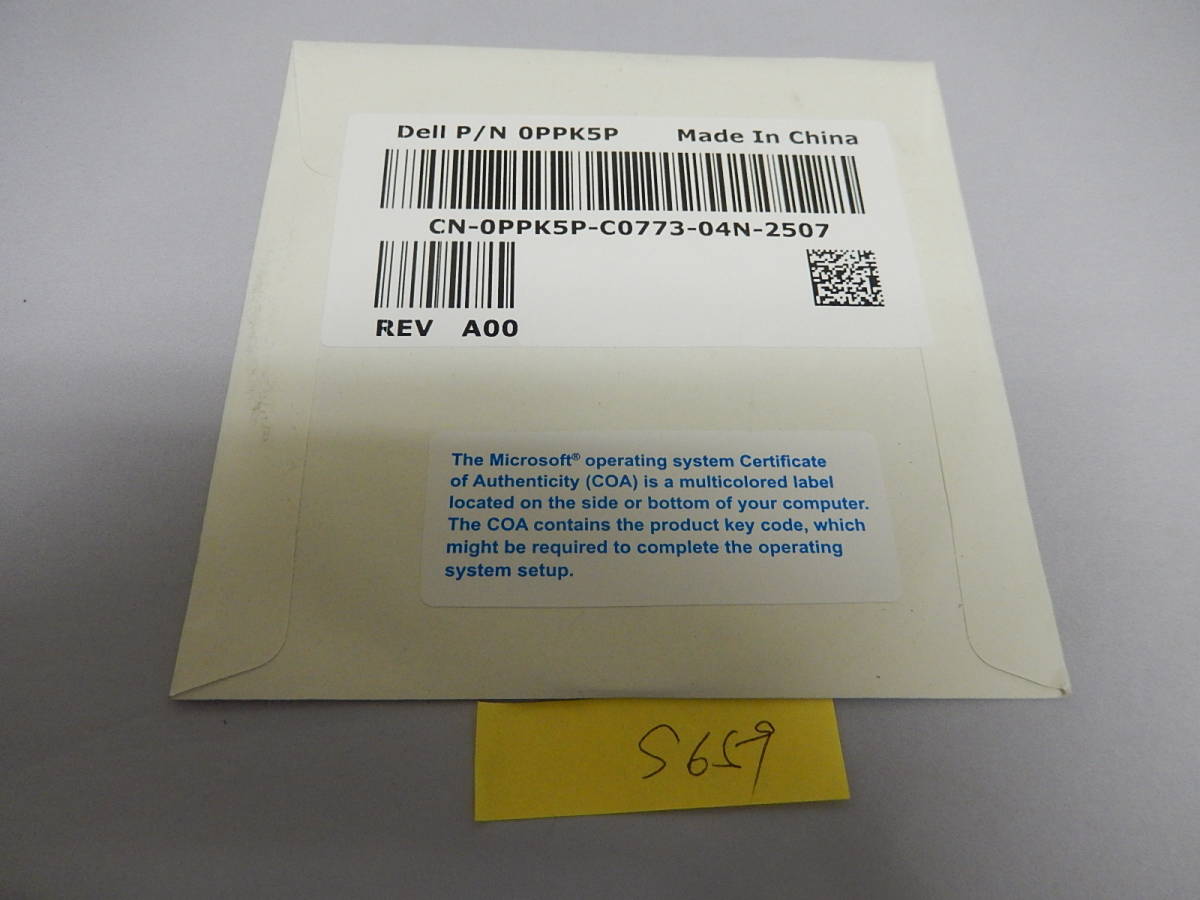 Dell P/N 0PPK5P Made In China
CN-0PPK5P-C0773-04N-2507
REV A00
The Microsoft® operating system Certificate
of Authenticity (COA) is a multicolored label
located on the side or bottom of your computer.
The COA contains the product key code, which
might be required to complete the operating
system setup.
S659